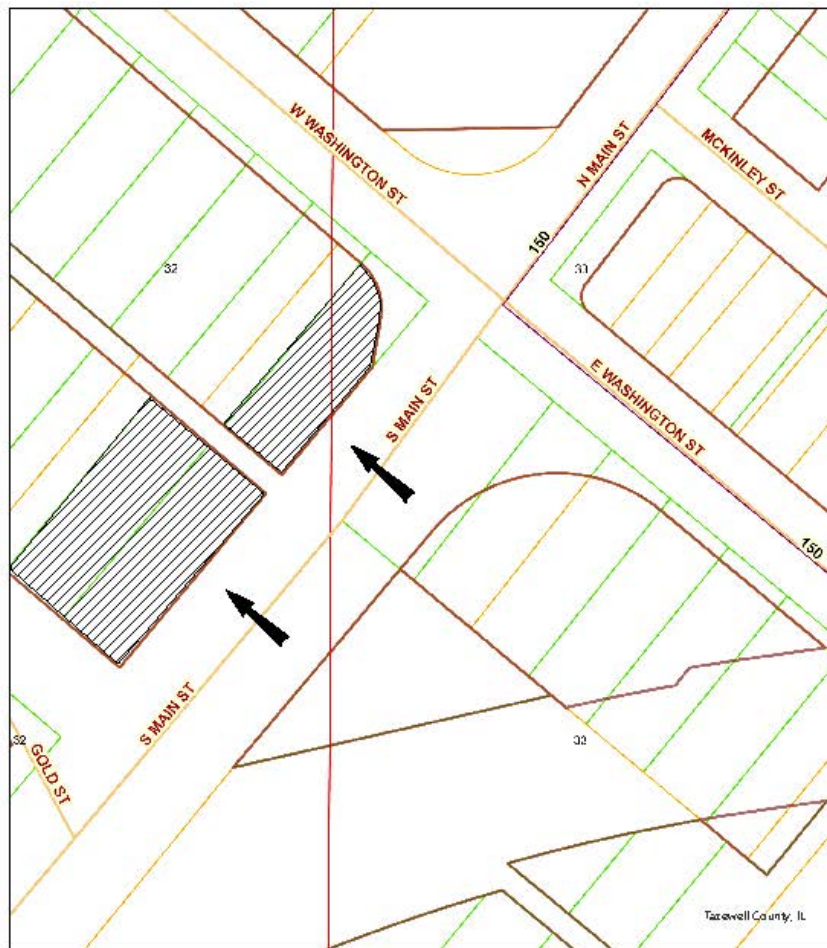 W WASHINGTON ST
N MAIN ST
MCKINLEY ST
150
32
33
E WASHINGTON ST
S MAIN ST
150
S MAIN ST
32
GOLD ST
33
Tazewell County, IL